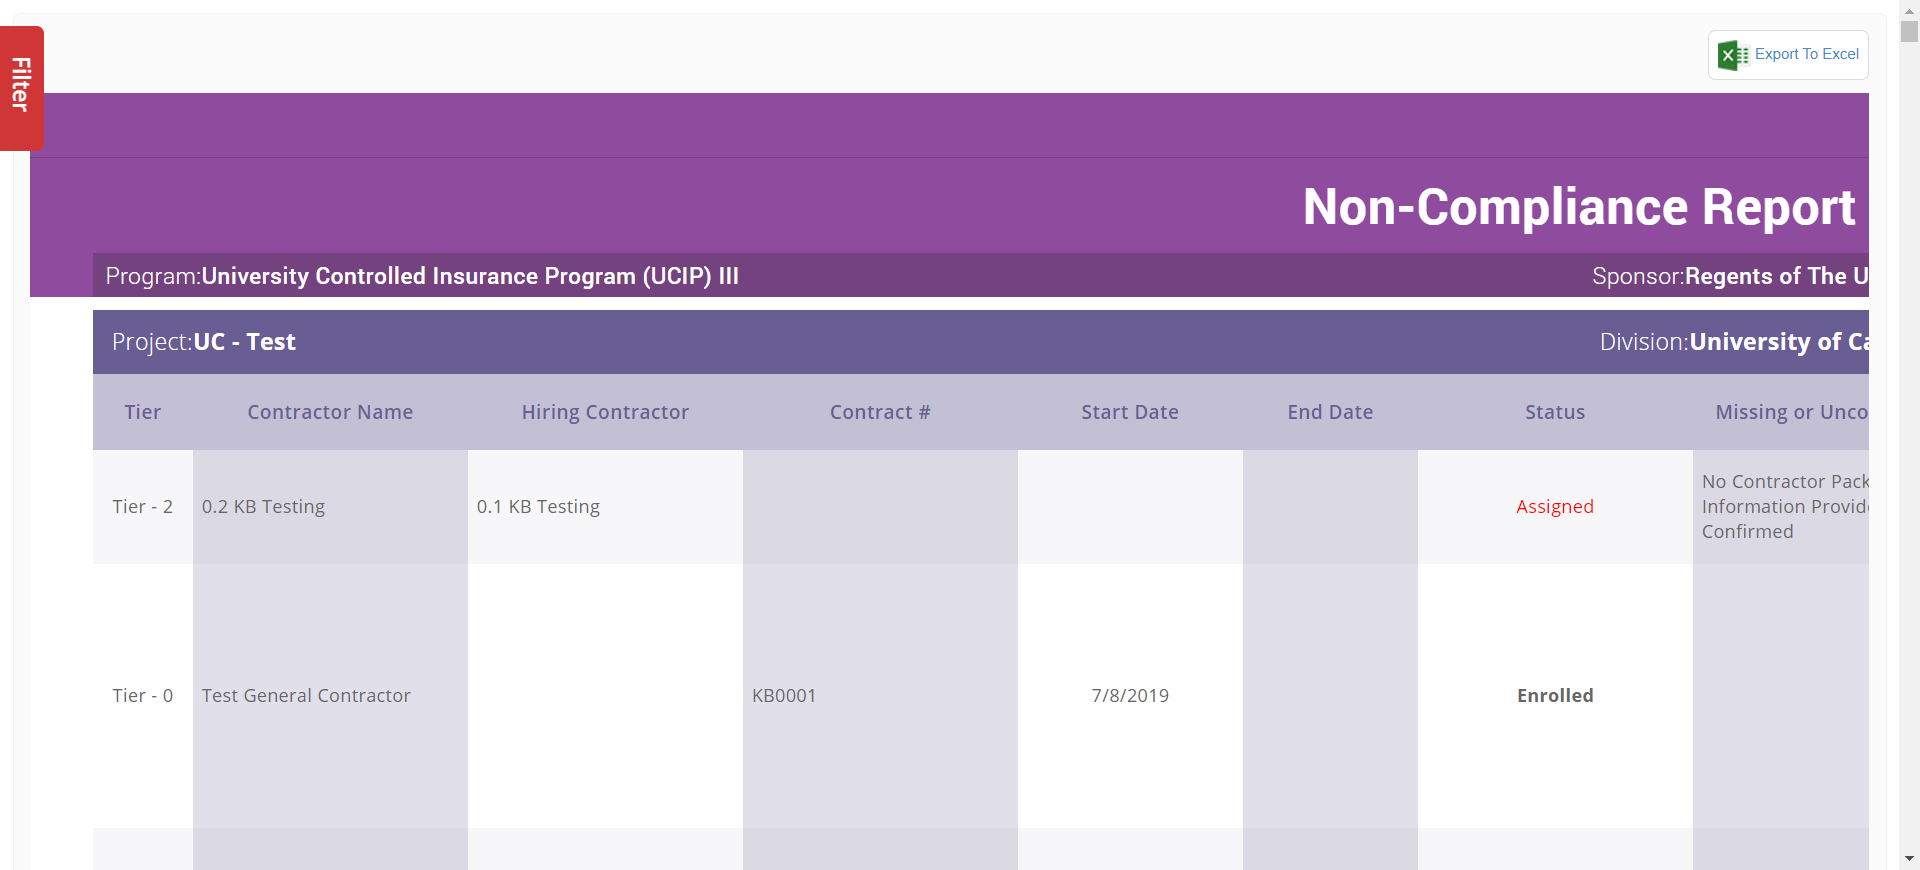 Filter
Export To Excel
Non-Compliance Report
Program:University Controlled Insurance Program (UCIP) III
Sponsor:Regents of The U
Project:UC - Test
Division:University of Ca
Tier
Contractor Name
Hiring Contractor
Contract #
Start Date
End Date
Status
Missing or Unco
Tier - 2
0.2 KB Testing
0.1 KB Testing
Assigned
No Contractor Pack
Information Provide
Confirmed
Tier - 0
Test General Contractor
KB0001
7/8/2019
Enrolled